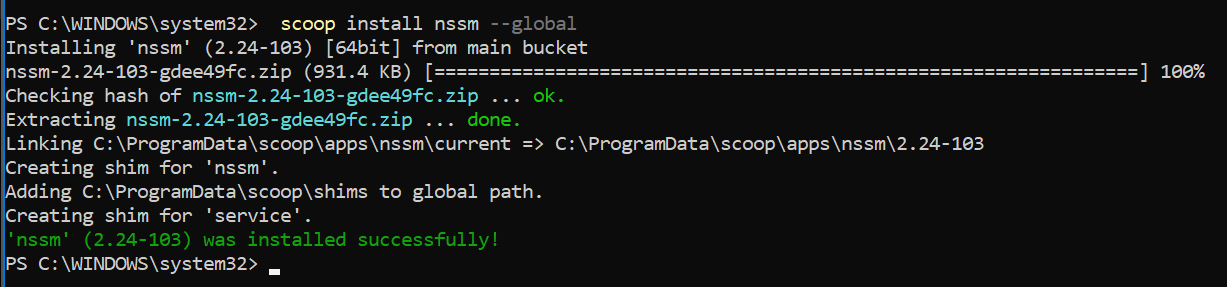 PS C:\WINDOWS\system32>  scoop install nssm --global
Installing 'nssm' (2.24-103) [64bit] from main bucket
nssm-2.24-103-gdee49fc.zip (931.4 KB) [================================================================] 100%
Checking hash of nssm-2.24-103-gdee49fc.zip ... ok.
Extracting nssm-2.24-103-gdee49fc.zip ... done.
Linking C:\ProgramData\scoop\apps\nssm\current => C:\ProgramData\scoop\apps\nssm\2.24-103
Creating shim for 'nssm'.
Adding C:\ProgramData\scoop\shims to global path.
Creating shim for 'service'.
'nssm' (2.24-103) was installed successfully!
PS C:\WINDOWS\system32>